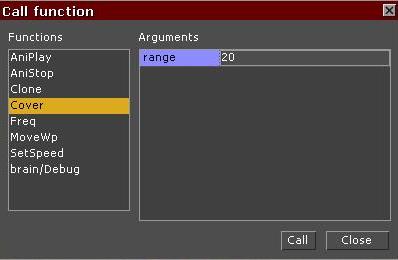 Call function
Functions
AniPlay
AniStop
Clone
Cover
Freq
MoveWp
SetSpeed
brain/Debug
Arguments
range 20
Call Close